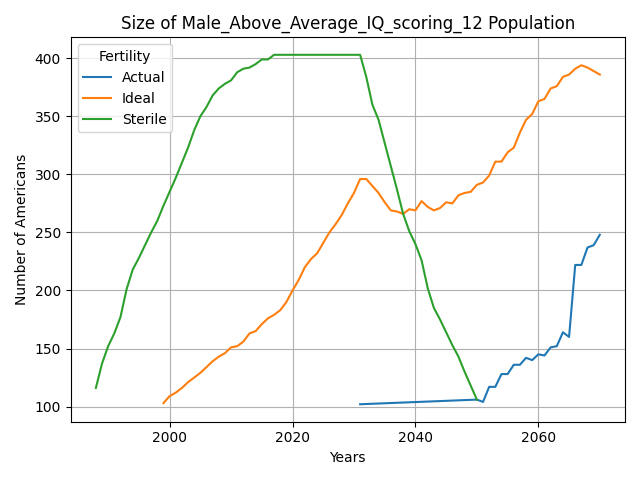 Size of Male_Above_Average_IQ_scoring_12 Population
Fertility
Actual
Ideal
Sterile
Number of Americans
400
350
300
250
200
150
100
2000
2020
2040
2060
Years